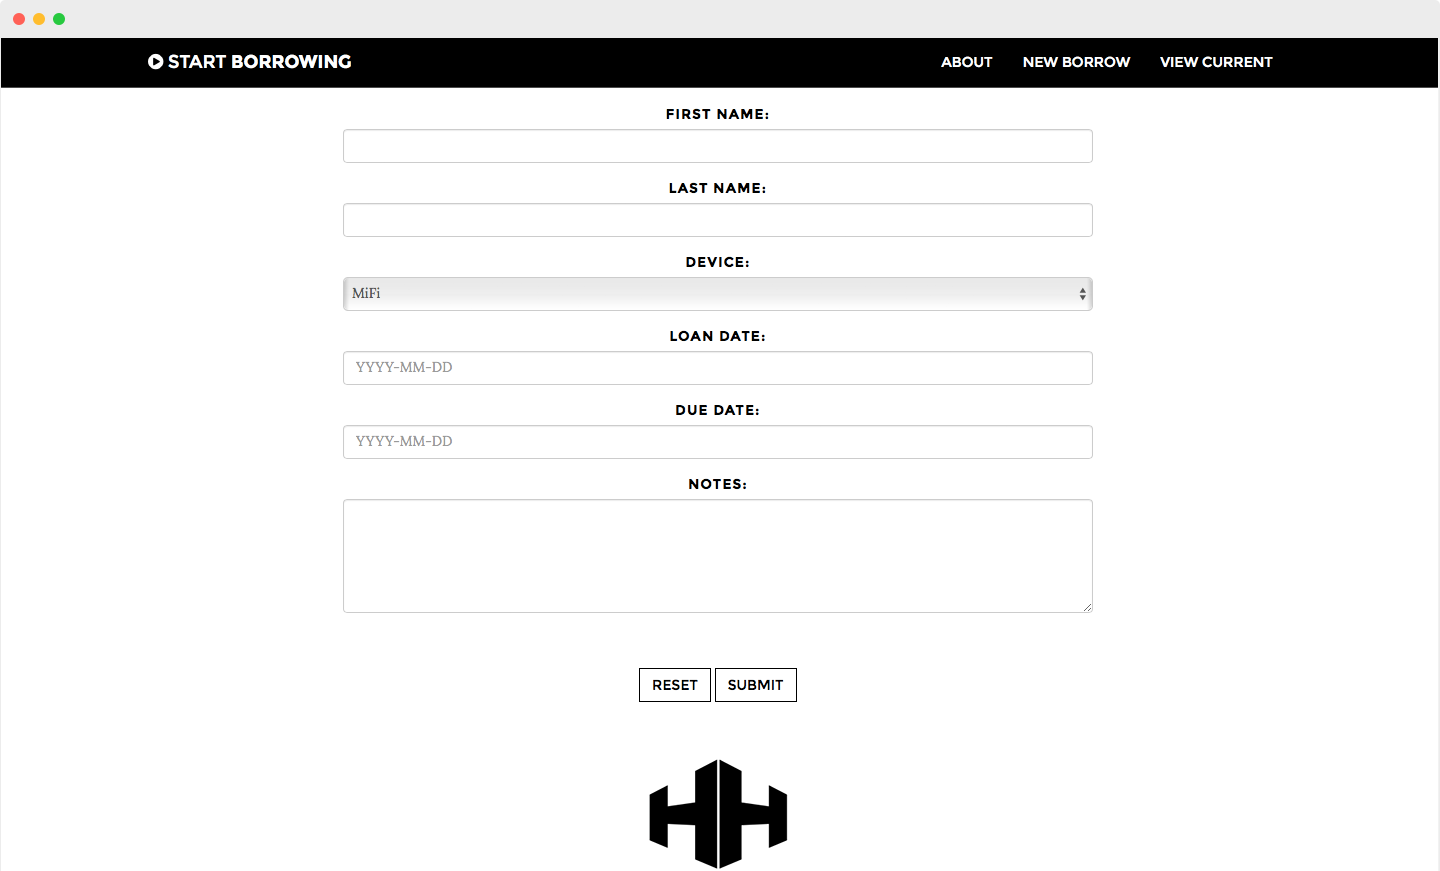 START BORROWING
ABOUT NEW BORROW VIEW CURRENT
FIRST NAME:
LAST NAME:
DEVICE:
MiFi
LOAN DATE:
YYYY-MM-DD
DUE DATE:
YYYY-MM-DD
NOTES:
RESET SUBMIT